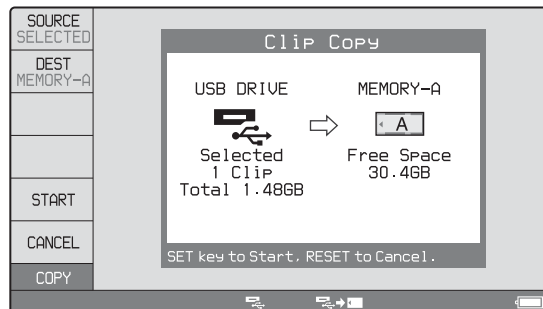 SOURCE
SELECTED
DEST
MEMORY-A
START
CANCEL
COPY
Clip Copy
USB DRIVE
MEMORY-A
A
Selected
1 Clip
Total 1.48GB
Free Space
30.4GB
SET key to Start, RESET to Cancel.